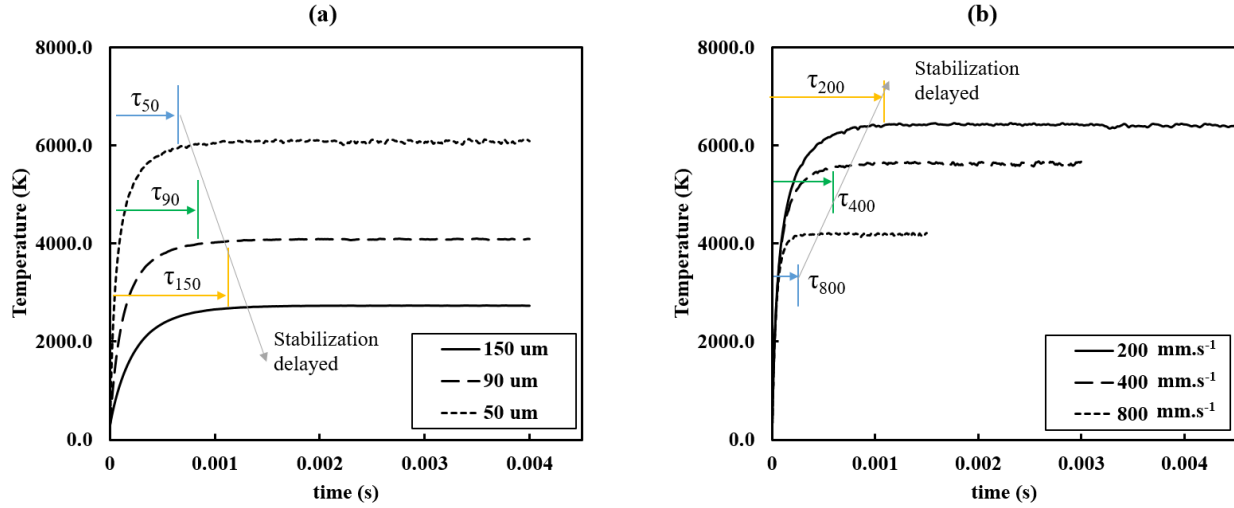 (a)
Temperature (K)
8000.0
6000.0
4000.0
2000.0
0.0
τ50
τ90
τ150
Stabilization
delayed
150 um
90 um
50 um
0 0.001 0.002 0.003 0.004
time (s)
(b)
Temperature (K)
8000.0
6000.0
4000.0
2000.0
0.0
τ200
Stabilization
delayed
τ400
τ800
200 mm.s-1
400 mm.s-1
800 mm.s-1
0 0.001 0.002 0.003 0.004
time (s)